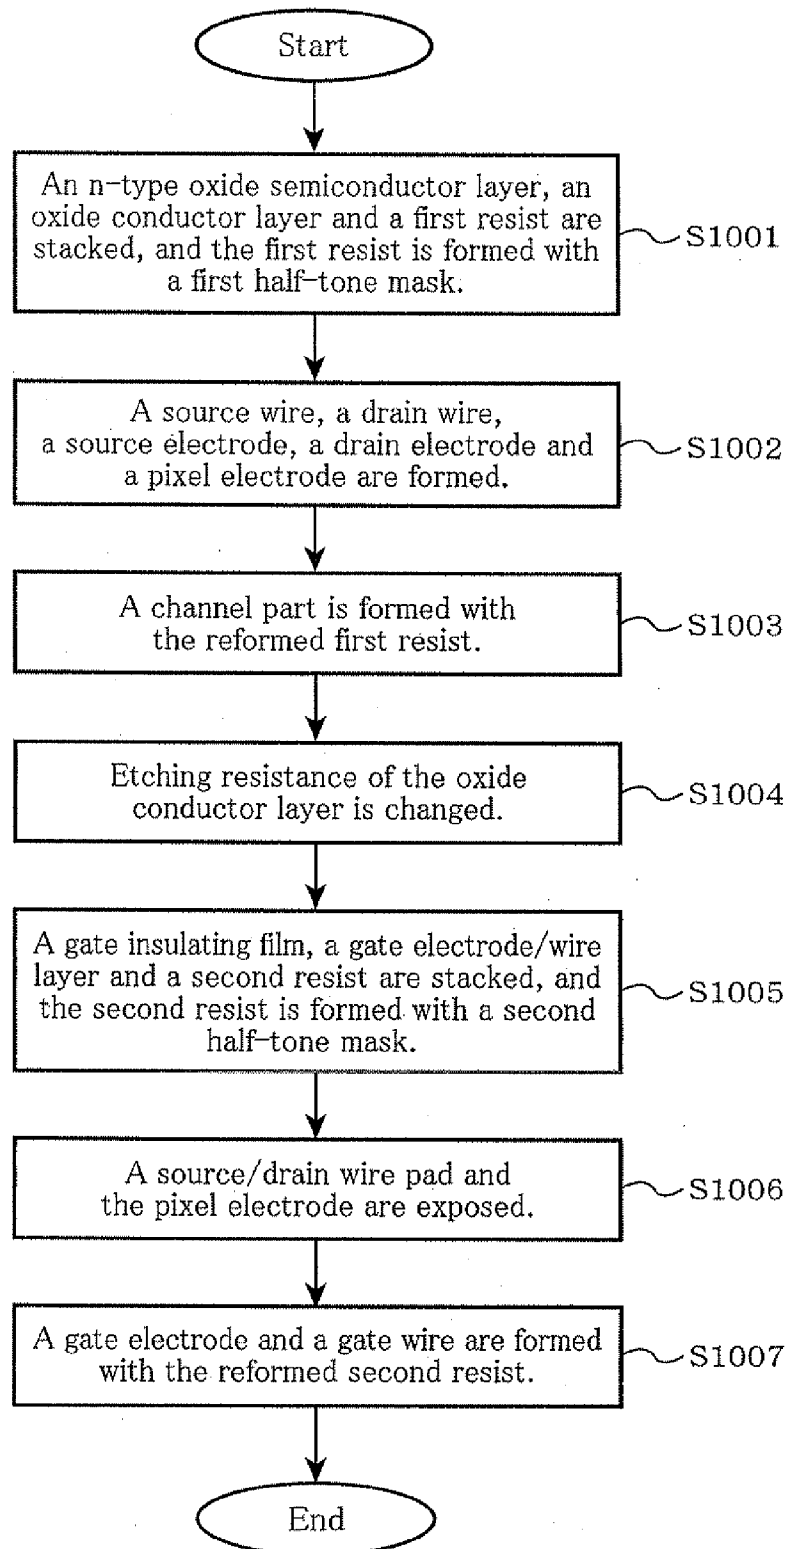 Start
An n-type oxide semiconductor layer, an
oxide conductor layer and a first resist are
stacked, and the first resist is formed with
a first half-tone mask.
S1001
A source wire, a drain wire,
a source electrode, a drain electrode and
a pixel electrode are formed.
S1002
A channel part is formed with
the reformed first resist.
S1003
Etching resistance of the oxide
conductor layer is changed.
S1004
A gate insulating film, a gate electrode/wire
layer and a second resist are stacked, and
the second resist is formed with a second
half-tone mask.
S1005
A source/drain wire pad and
the pixel electrode are exposed.
S1006
A gate electrode and a gate wire are formed
with the reformed second resist.
S1007
End